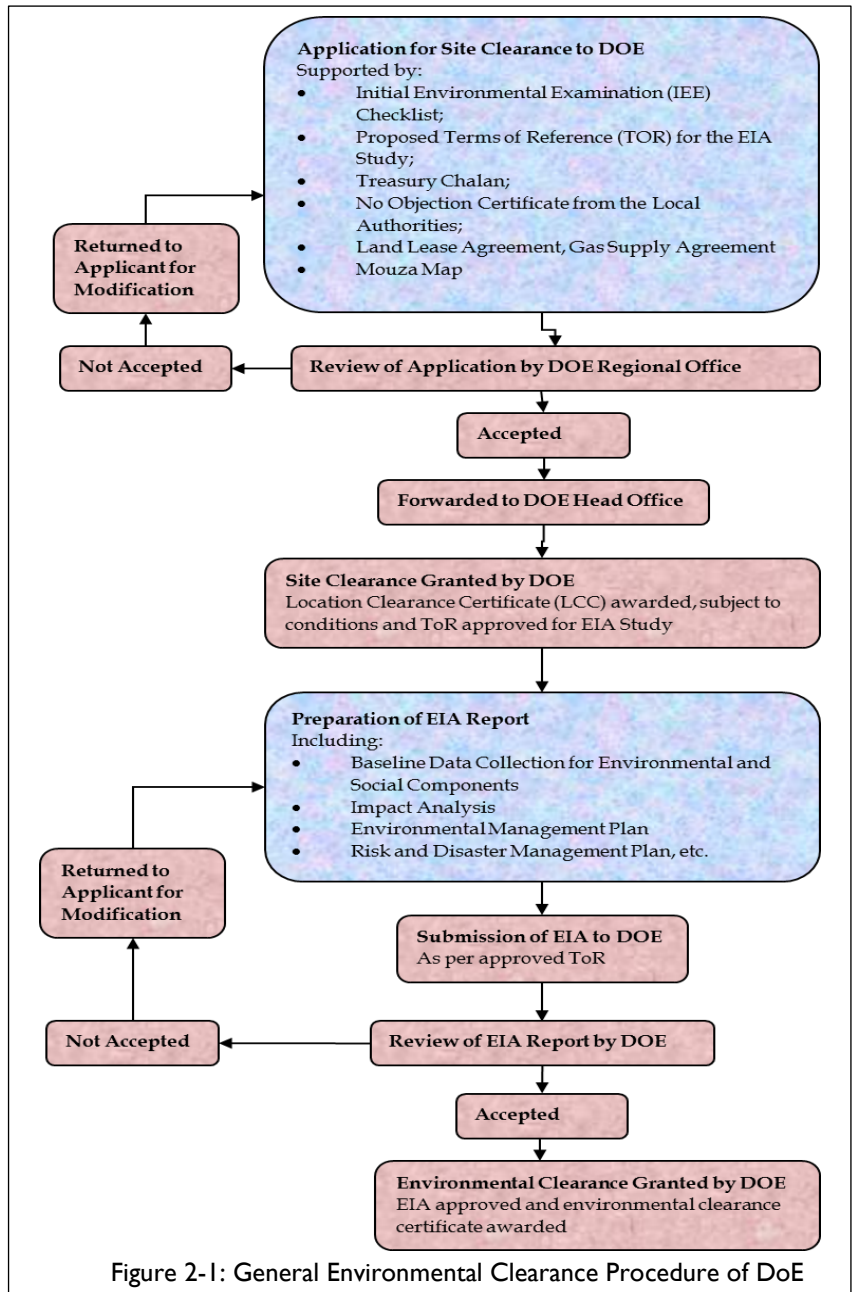 Application for Site Clearance to DOE
Supported by:
• Initial Environmental Examination (IEE)
Checklist;
• Proposed Terms of Reference (TOR) for the EIA
Study;
• Treasury Chalan;
• No Objection Certificate from the Local
Authorities;
• Land Lease Agreement, Gas Supply Agreement
• Mouza Map
Returned to
Applicant for
Modification
Not Accepted
Review of Application by DOE Regional Office
Accepted
Forwarded to DOE Head Office
Site Clearance Granted by DOE
Location Clearance Certificate (LCC) awarded, subject to
conditions and ToR approved for EIA Study
Preparation of EIA Report
Including:
• Baseline Data Collection for Environmental and
Social Components
• Impact Analysis
• Environmental Management Plan
• Risk and Disaster Management Plan, etc.
Returned to
Applicant for
Modification
Submission of EIA to DOE
As per approved ToR
Not Accepted
Review of EIA Report by DOE
Accepted
Environmental Clearance Granted by DOE
EIA approved and environmental clearance
certificate awarded
Figure 2-1: General Environmental Clearance Procedure of DoE